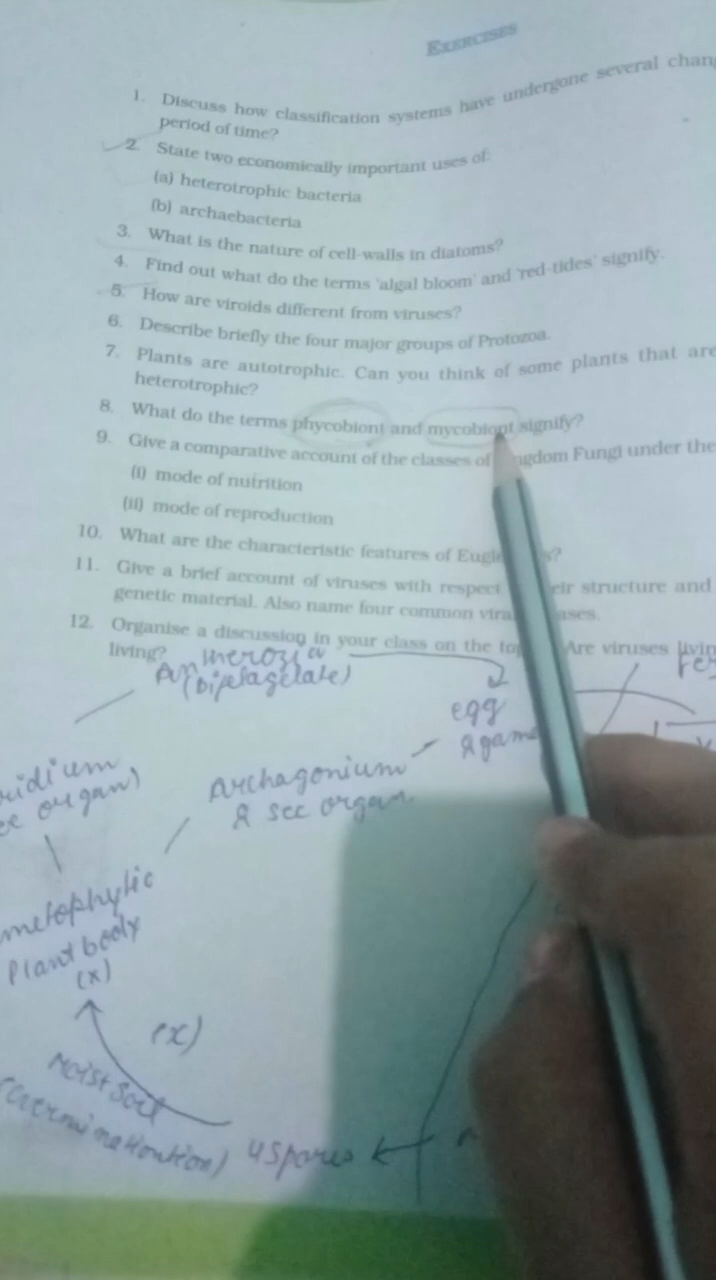 EXERCISES
1. Discuss how classification systems have undergone several
period of time?
2. State two economically important uses of:
(a) heterotrophic bacteria
(b) archaebacteria
3. What is the nature of cell-walls in diatoms?
4. Find out what do the terms 'algal bloom' and 'red-tides' signify.
5. How are viroids different from viruses?
6. Describe briefly the four major groups of Protozoa.
7. Plants are autotrophic. Can you think of some plants that are
heterotrophic?
8. What do the terms phycobiont and mycobiont signify?
9. Give a comparative account of the classes of Fungi under the
(i) mode of nutrition
(ii) mode of reproduction
10. What are the characteristic features of
11. Give a brief account of viruses with respect structure and
genetic material. Also name four common
12. Organise a discussion in your class on the Are viruses
living?
egg
Archagonium
& sec organ
Plant body
(x)
(x)
Moist soil
4 spores